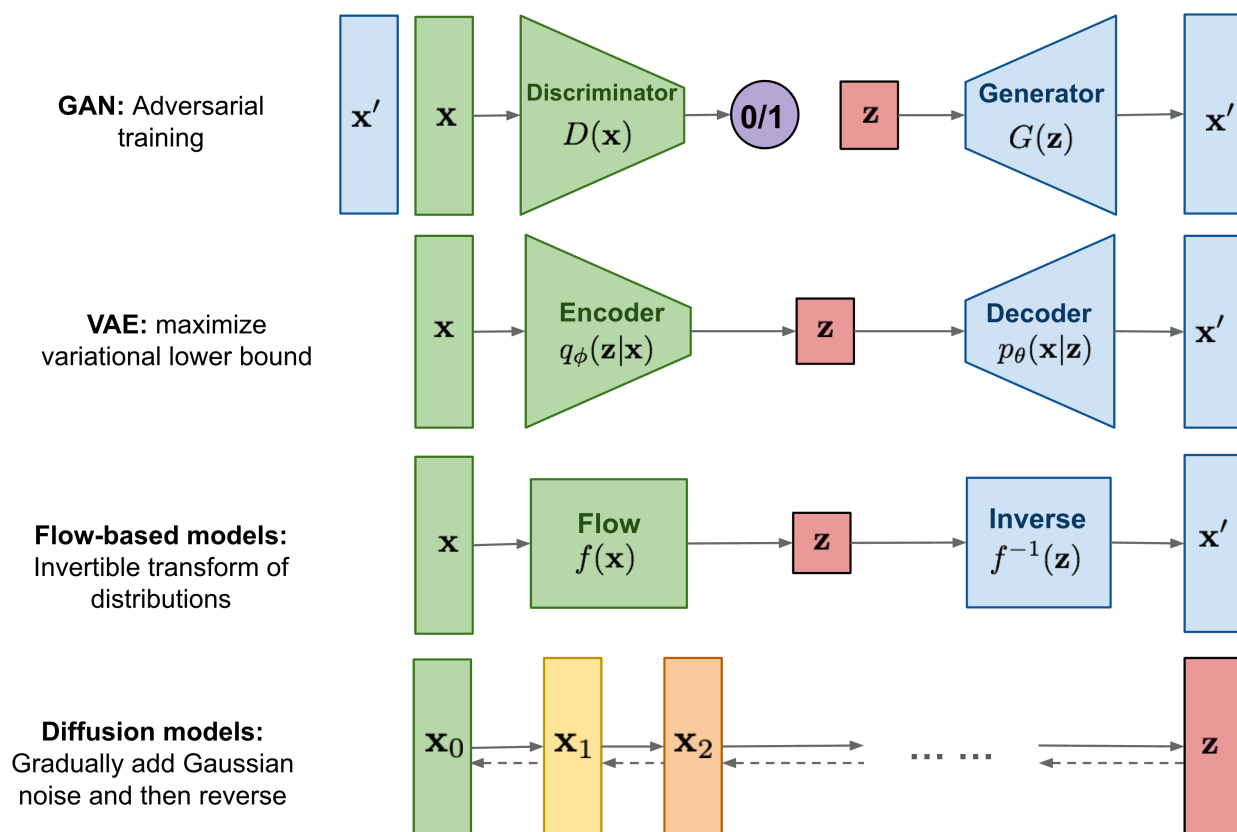 GAN: Adversarial
training
x′
x
Discriminator
D(x)
0/1
z
Generator
G(z)
x′
VAE: maximize
variational lower bound
x
Encoder
qϕ(z|x)
z
Decoder
pθ(x|z)
x′
Flow-based models:
Invertible transform of
distributions
x
Flow
f(x)
z
Inverse
f⁻¹(z)
x′
Diffusion models:
Gradually add Gaussian
noise and then reverse
x₀
x₁
x₂
... ...
z